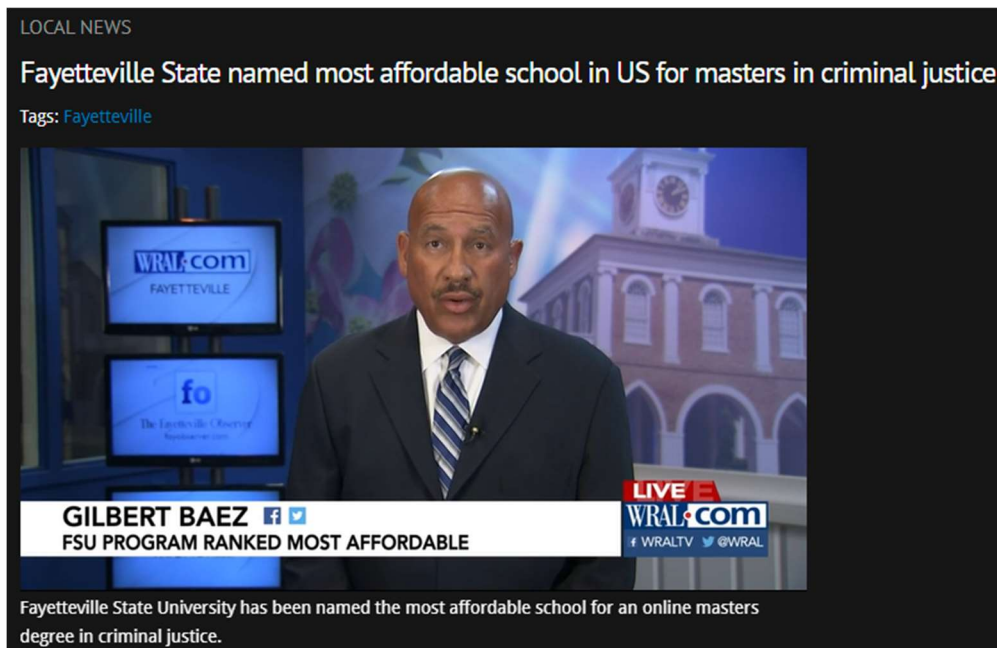 LOCAL NEWS
Fayetteville State named most affordable school in US for masters in criminal justice
Tags: Fayetteville
WRAL.com
FAYETTEVILLE
fo
The Fayetteville Observer
fayobserver.com
GILBERT BAEZ
FSU PROGRAM RANKED MOST AFFORDABLE
LIVE
WRAL.com
WRALTV @WRAL
Fayetteville State University has been named the most affordable school for an online masters
degree in criminal justice.